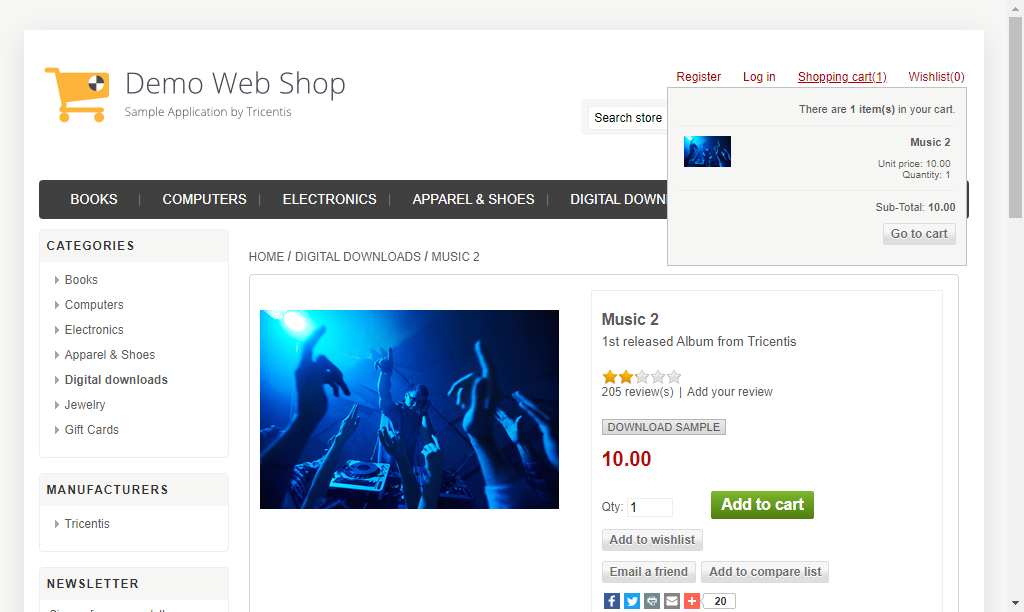 Demo Web Shop
Sample Application by Tricentis
Register
Log in
Shopping cart(1)
Wishlist(0)
Search store
There are 1 item(s) in your cart.
Music 2
Unit price: 10.00
Quantity: 1
Sub-Total: 10.00
Go to cart
BOOKS
COMPUTERS
ELECTRONICS
APPAREL & SHOES
DIGITAL DOWN
CATEGORIES
Books
Computers
Electronics
Apparel & Shoes
Digital downloads
Jewelry
Gift Cards
MANUFACTURERS
Tricentis
NEWSLETTER
HOME / DIGITAL DOWNLOADS / MUSIC 2
Music 2
1st released Album from Tricentis
205 review(s) | Add your review
DOWNLOAD SAMPLE
10.00
Qty: 1
Add to cart
Add to wishlist
Email a friend
Add to compare list
20